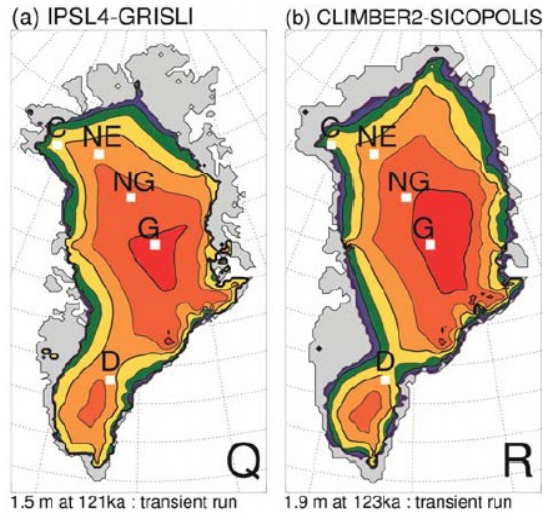 (a) IPSL4-GRISLI
C
NE
NG
G
D
Q
1.5 m at 121ka : transient run
(b) CLIMBER2-SICOPOLIS
C
NE
NG
G
D
R
1.9 m at 123ka : transient run